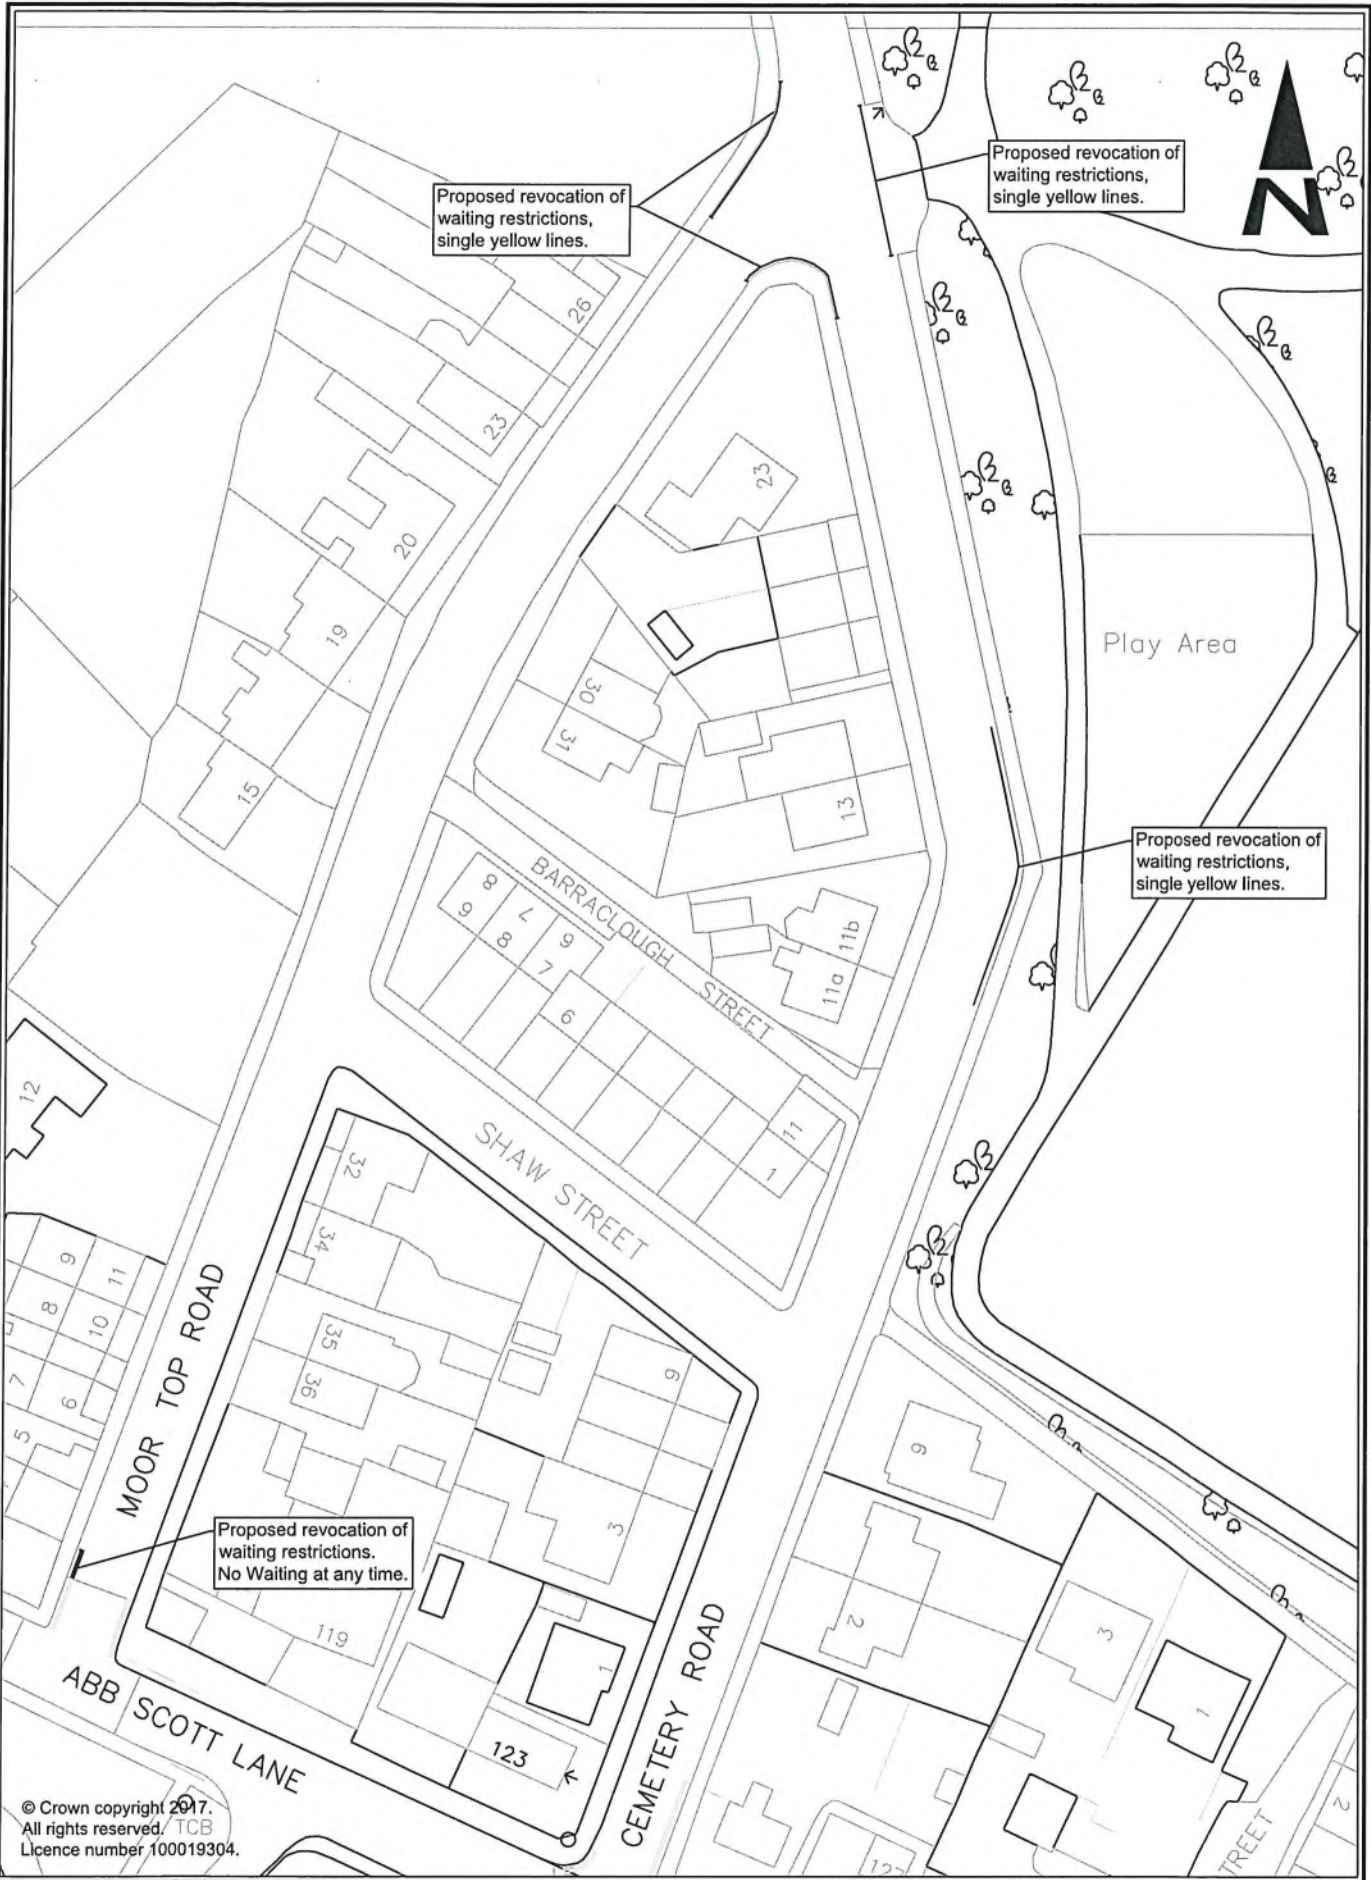 Proposed revocation of
waiting restrictions,
single yellow lines.
Proposed revocation of
waiting restrictions,
single yellow lines.
N
26
23
23
20
19
Play Area
30
31
15
13
Proposed revocation of
waiting restrictions,
single yellow lines.
BARRACLOUGH STREET
8
7
9
9
8
7
6
11b
11a
12
11
1
SHAW STREET
32
34
9
11
8
10
7
6
5
MOOR TOP ROAD
35
36
9
3
9
2
3
1
Proposed revocation of
waiting restrictions.
No Waiting at any time.
119
1
123
ABB SCOTT LANE
CEMETERY ROAD
2
TREET
127
© Crown copyright 2017.
All rights reserved. TCB
Licence number 100019304.